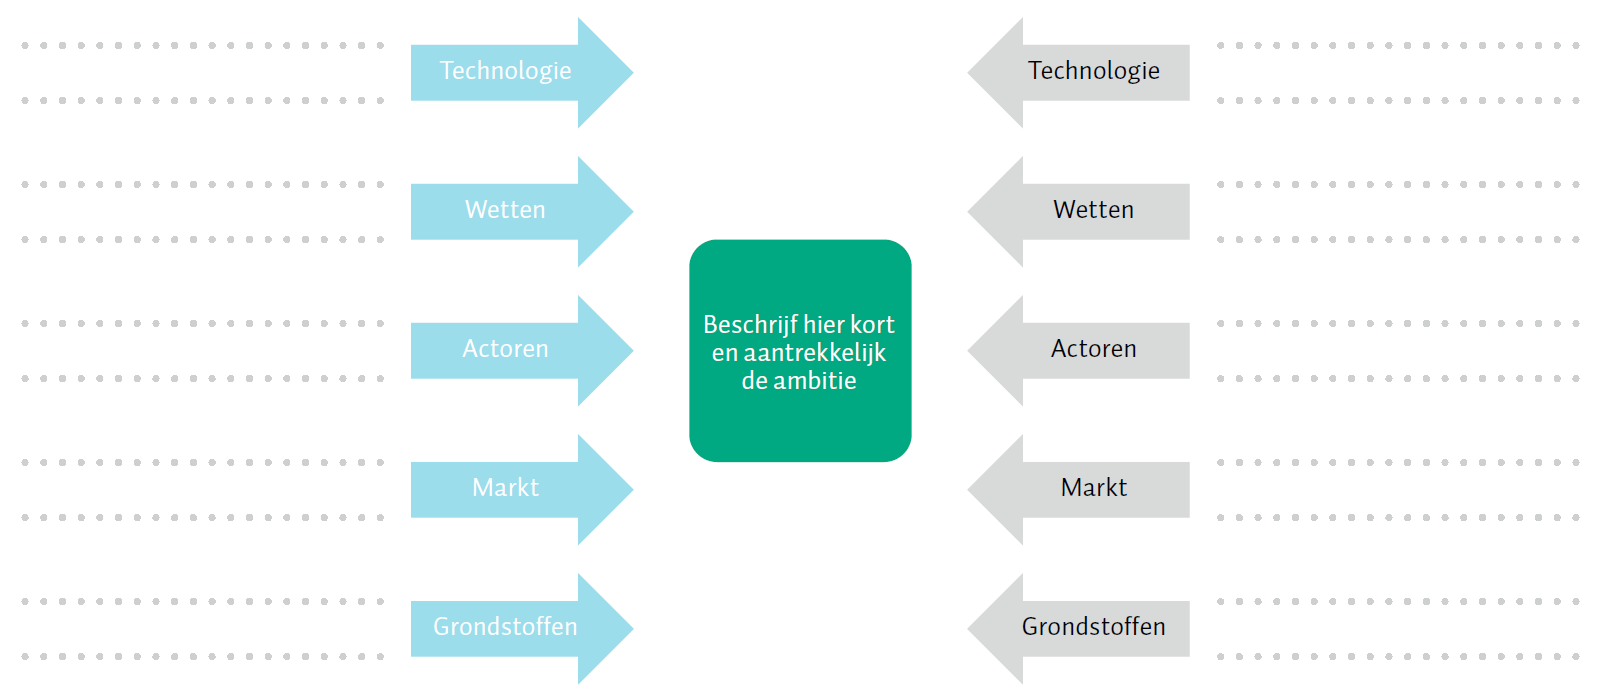 Technologie
Technologie
Wetten
Wetten
Beschrijf hier kort
en aantrekkelijk
de ambitie
Actoren
Actoren
Markt
Markt
Grondstoffen
Grondstoffen